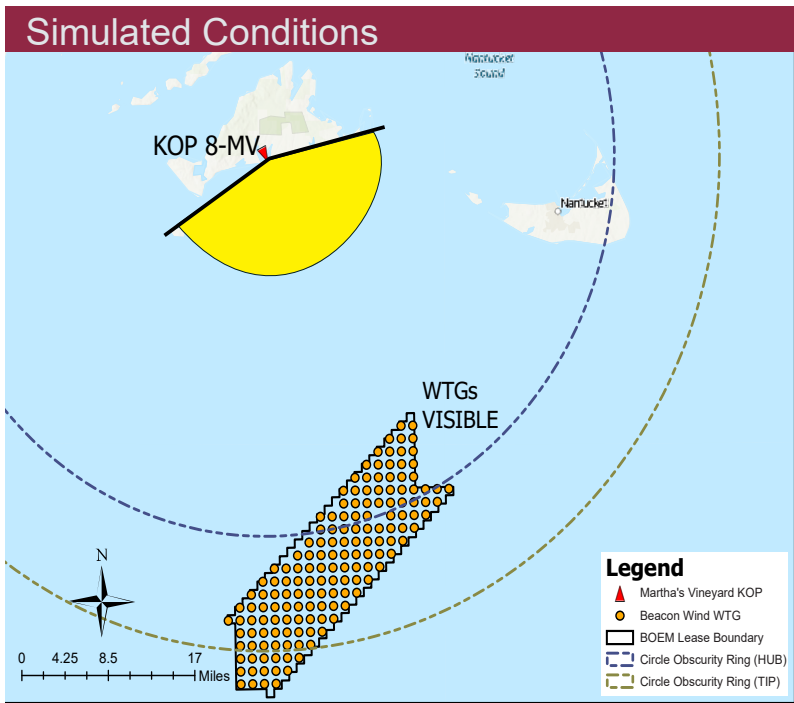 Simulated Conditions
Nantucket
Sound
KOP 8-MV
Nantucket
WTGs
VISIBLE
N
0 4.25 8.5 17
Miles
Legend
Martha's Vineyard KOP
Beacon Wind WTG
BOEM Lease Boundary
Circle Obscurity Ring (HUB)
Circle Obscurity Ring (TIP)